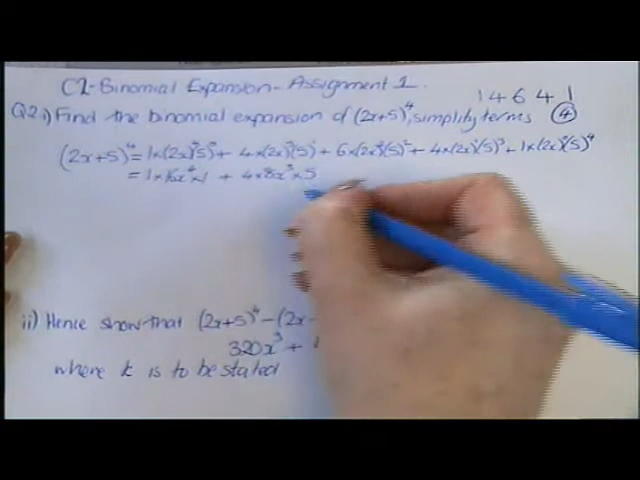 C2-Binomial Expansion-Assignment 1.
1 4 6 4 1
Q2.i) Find the binomial expansion of (2x+5)⁴, simplify terms (4)
(2x+5)⁴ = 1×(2x)⁴(5)⁰ + 4×(2x)³(5)¹ + 6×(2x)²(5)² + 4×(2x)¹(5)³ + 1×(2x)⁰(5)⁴
= 1×16x⁴×1 + 4×8x³×5
ii) Hence show that (2x+5)⁴-(2x-
320x³ +
where k is to be stated